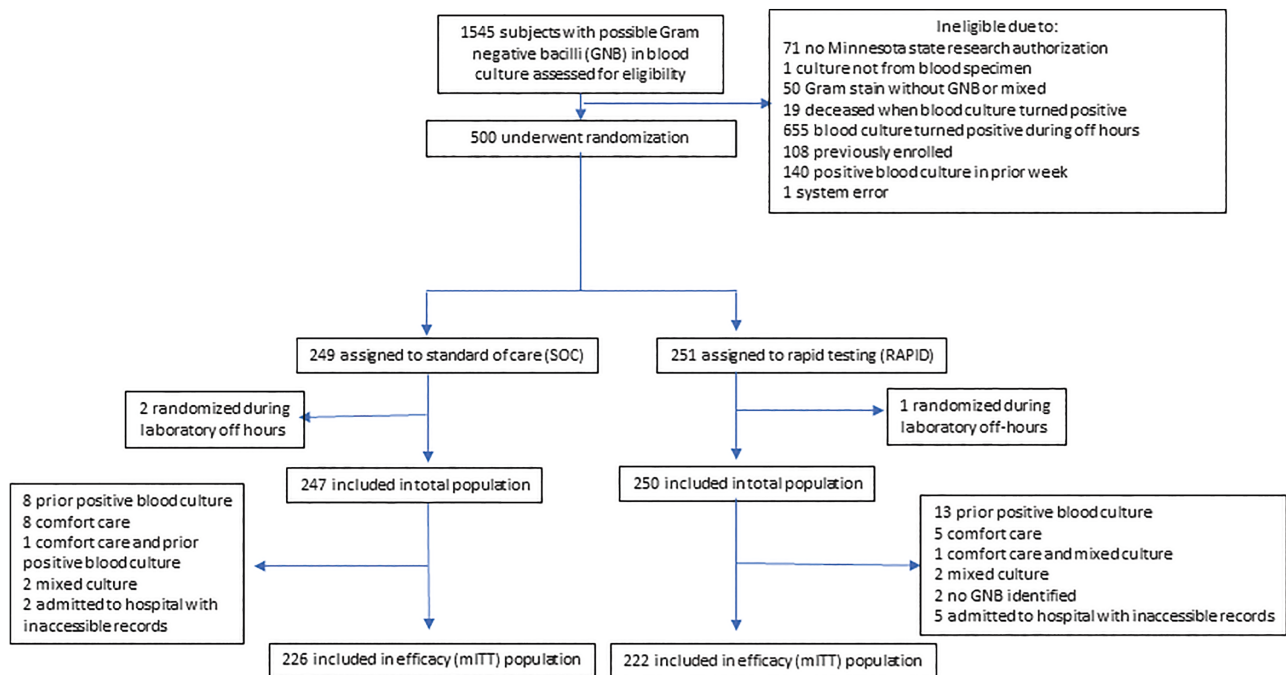 1545 subjects with possible Gram
negative bacilli (GNB) in blood
culture assessed for eligibility
Ineligible due to:
71 no Minnesota state research authorization
1 culture not from blood specimen
50 Gram stain without GNB or mixed
19 deceased when blood culture turned positive
655 blood culture turned positive during off hours
108 previously enrolled
140 positive blood culture in prior week
1 system error
500 underwent randomization
249 assigned to standard of care (SOC)
251 assigned to rapid testing (RAPID)
2 randomized during
laboratory off hours
1 randomized during
laboratory off-hours
247 included in total population
250 included in total population
8 prior positive blood culture
8 comfort care
1 comfort care and prior
positive blood culture
2 mixed culture
2 admitted to hospital with
inaccessible records
13 prior positive blood culture
5 comfort care
1 comfort care and mixed culture
2 mixed culture
2 no GNB identified
5 admitted to hospital with inaccessible records
226 included in efficacy (mITT) population
222 included in efficacy (mITT) population